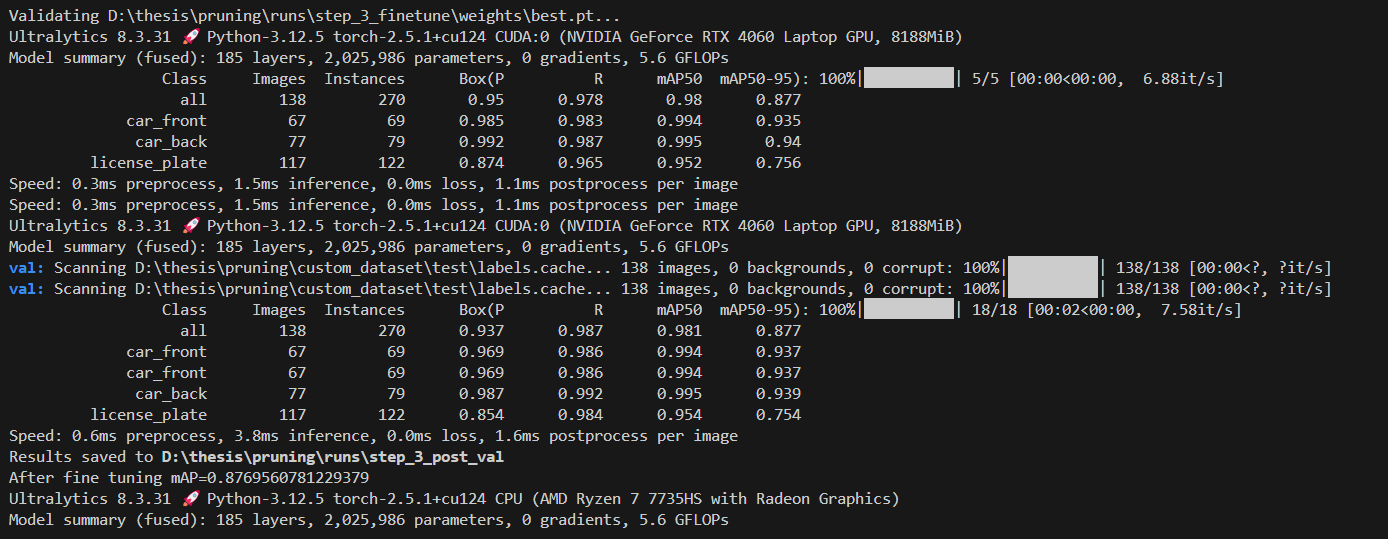 Validating D:\thesis\pruning\runs\step_3_finetune\weights\best.pt...
Ultralytics 8.3.31 🚀 Python-3.12.5 torch-2.5.1+cu124 CUDA:0 (NVIDIA GeForce RTX 4060 Laptop GPU, 8188MiB)
Model summary (fused): 185 layers, 2,025,986 parameters, 0 gradients, 5.6 GFLOPs
Class Images Instances Box(P R mAP50 mAP50-95): 100%|██████████| 5/5 [00:00<00:00, 6.88it/s]
all 138 270 0.95 0.978 0.98 0.877
car_front 67 69 0.985 0.983 0.994 0.935
car_back 77 79 0.992 0.987 0.995 0.94
license_plate 117 122 0.874 0.965 0.952 0.756
Speed: 0.3ms preprocess, 1.5ms inference, 0.0ms loss, 1.1ms postprocess per image
Speed: 0.3ms preprocess, 1.5ms inference, 0.0ms loss, 1.1ms postprocess per image
Ultralytics 8.3.31 🚀 Python-3.12.5 torch-2.5.1+cu124 CUDA:0 (NVIDIA GeForce RTX 4060 Laptop GPU, 8188MiB)
Model summary (fused): 185 layers, 2,025,986 parameters, 0 gradients, 5.6 GFLOPs
val: Scanning D:\thesis\pruning\custom_dataset\test\labels.cache... 138 images, 0 backgrounds, 0 corrupt: 100%|██████████| 138/138 [00:00<?, ?it/s]
val: Scanning D:\thesis\pruning\custom_dataset\test\labels.cache... 138 images, 0 backgrounds, 0 corrupt: 100%|██████████| 138/138 [00:00<?, ?it/s]
Class Images Instances Box(P R mAP50 mAP50-95): 100%|██████████| 18/18 [00:02<00:00, 7.58it/s]
all 138 270 0.937 0.987 0.981 0.877
car_front 67 69 0.969 0.986 0.994 0.937
car_front 67 69 0.969 0.986 0.994 0.937
car_back 77 79 0.987 0.992 0.995 0.939
license_plate 117 122 0.854 0.984 0.954 0.754
Speed: 0.6ms preprocess, 3.8ms inference, 0.0ms loss, 1.6ms postprocess per image
Results saved to D:\thesis\pruning\runs\step_3_post_val
After fine tuning mAP=0.8769560781229379
Ultralytics 8.3.31 🚀 Python-3.12.5 torch-2.5.1+cu124 CPU (AMD Ryzen 7 7735HS with Radeon Graphics)
Model summary (fused): 185 layers, 2,025,986 parameters, 0 gradients, 5.6 GFLOPs